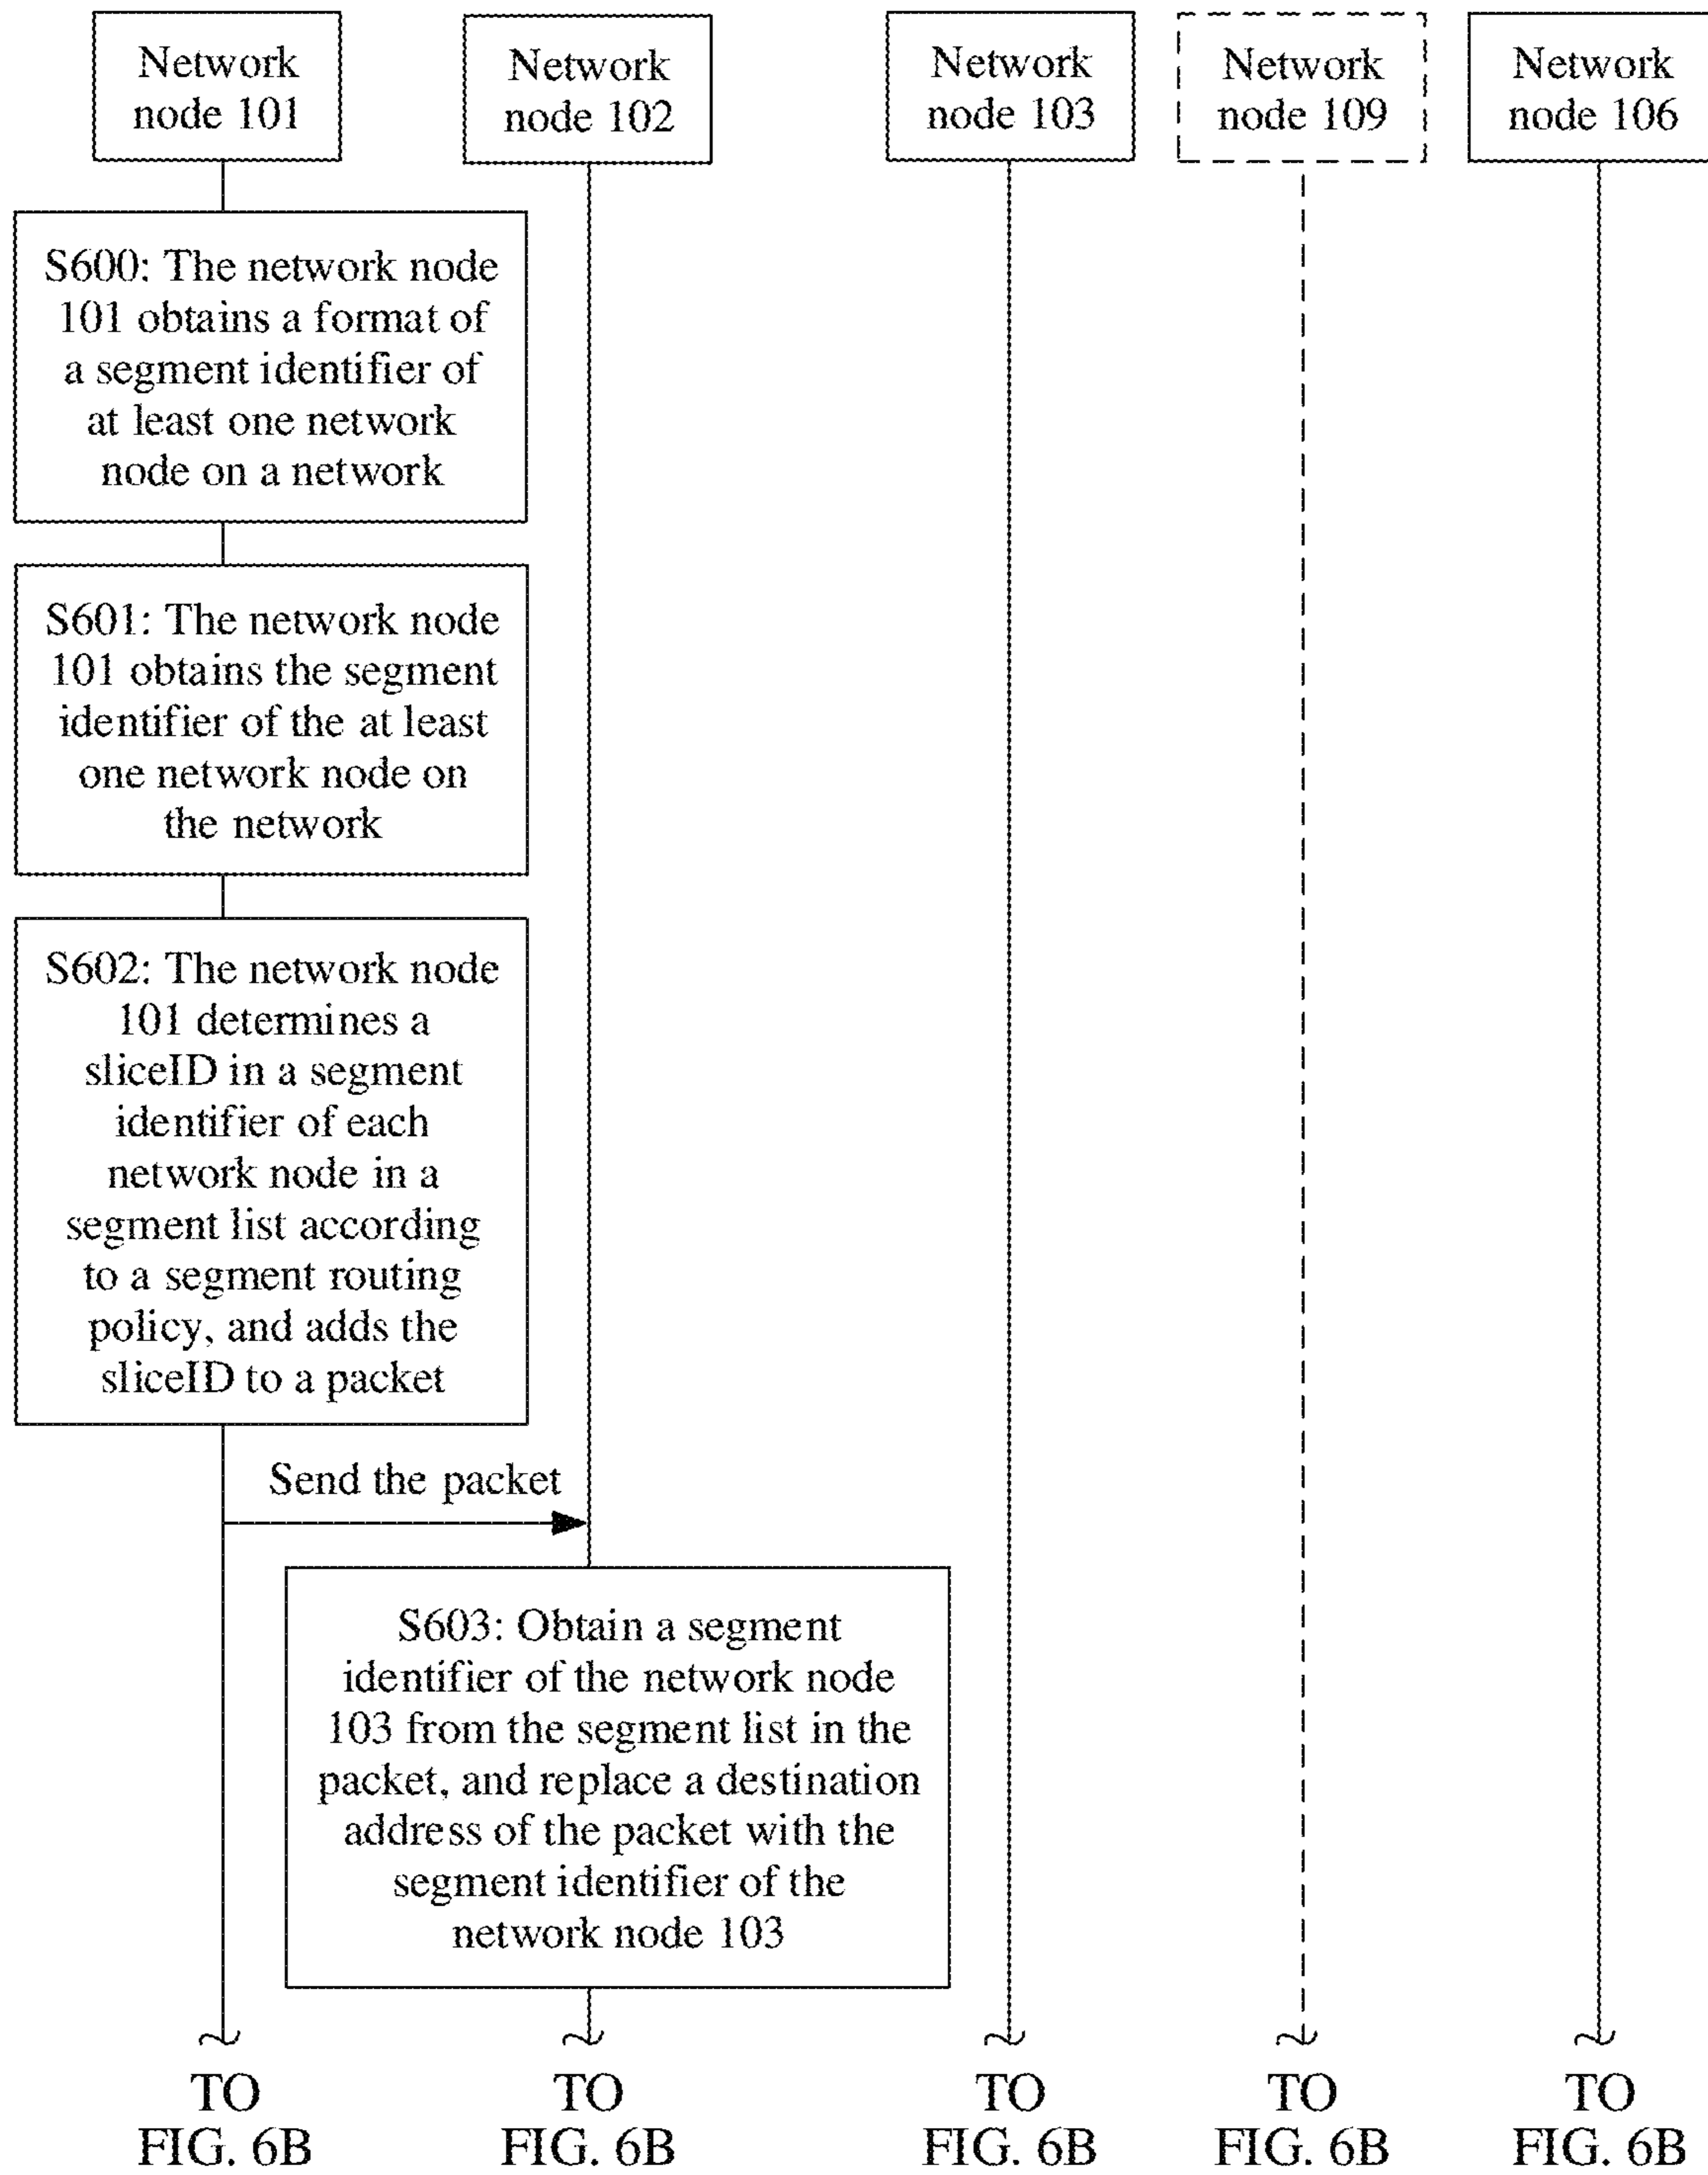 Network
node 101
Network
node 102
Network
node 103
Network
node 109
Network
node 106
S600: The network node
101 obtains a format of
a segment identifier of
at least one network
node on a network
S601: The network node
101 obtains the segment
identifier of the at least
one network node on
the network
S602: The network node
101 determines a
sliceID in a segment
identifier of each
network node in a
segment list according
to a segment routing
policy, and adds the
sliceID to a packet
Send the packet
S603: Obtain a segment
identifier of the network node
103 from the segment list in the
packet, and replace a destination
address of the packet with the
segment identifier of the
network node 103
TO
FIG. 6B
TO
FIG. 6B
TO
FIG. 6B
TO
FIG. 6B
TO
FIG. 6B